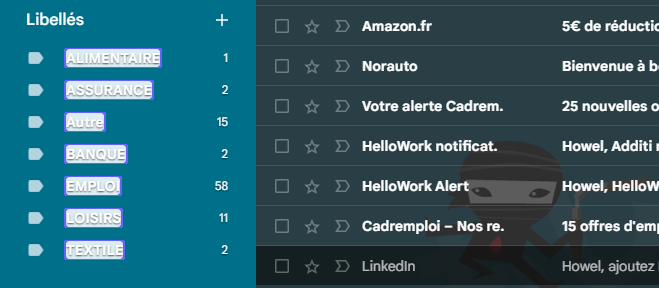 Libellés +
ALIMENTAIRE 1
ASSURANCE 2
Autre 15
BANQUE 2
EMPLOI 58
LOISIRS 11
TEXTILE 2
Amazon.fr 5€ de réductio
Norauto Bienvenue à b
Votre alerte Cadrem. 25 nouvelles o
HelloWork notificat. Howel, Additi r
HelloWork Alert Howel, HelloW
Cadremploi – Nos re. 15 offres d'emp
LinkedIn Howel, ajoutez